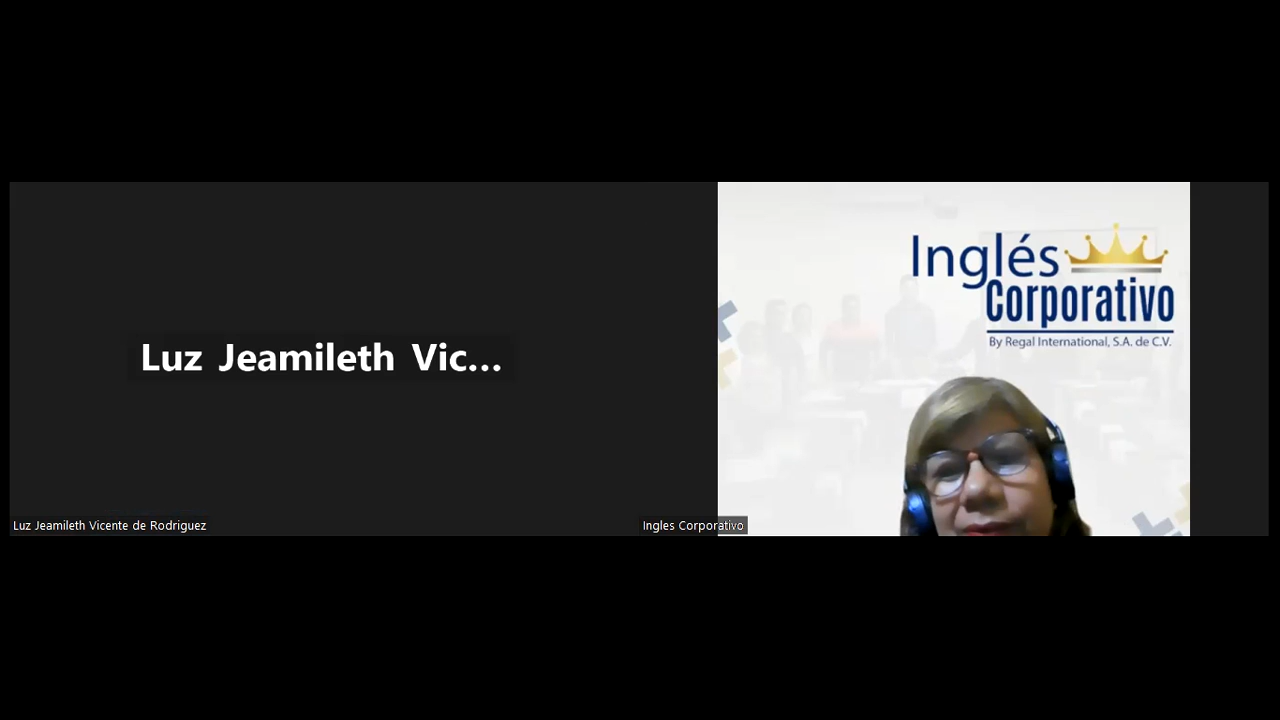 Luz Jeamileth Vic...
Luz Jeamileth Vicente de Rodriguez
Inglés
Corporativo
By Regal International, S.A. de C.V.
Ingles Corporativo